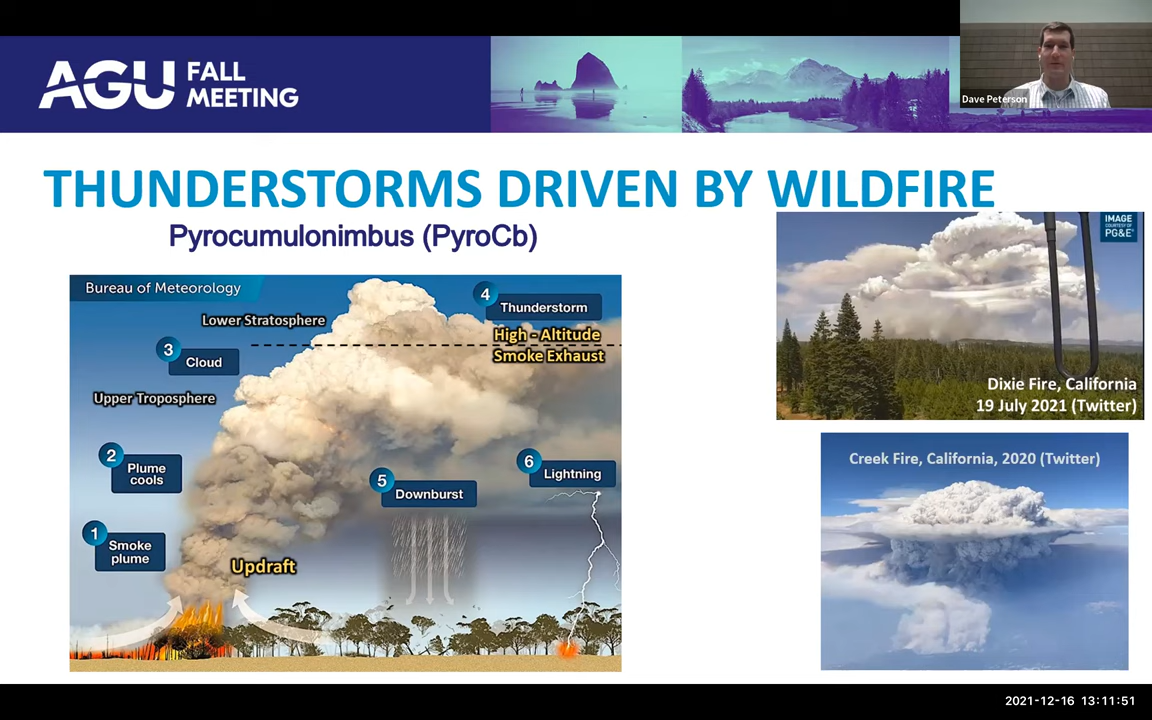 AGU FALL
MEETING
Dave Peterson
THUNDERSTORMS DRIVEN BY WILDFIRE
Pyrocumulonimbus (PyroCb)
Bureau of Meteorology
Lower Stratosphere
4 Thunderstorm
High - Altitude
Smoke Exhaust
3 Cloud
Upper Troposphere
2 Plume
cools
5 Downburst
6 Lightning
1 Smoke
plume
Updraft
IMAGE
COURTESY OF
PG&E
Dixie Fire, California
19 July 2021 (Twitter)
Creek Fire, California, 2020 (Twitter)
2021-12-16 13:11:51